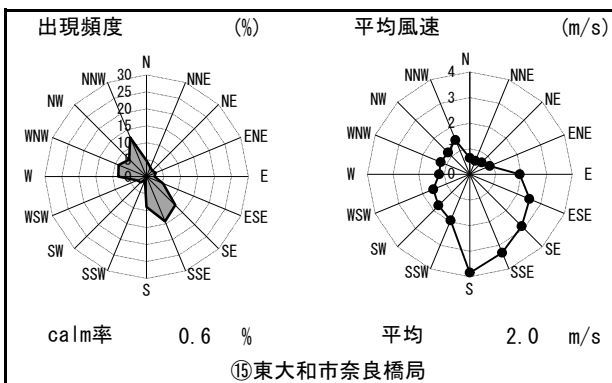 出現頻度 (%)
N
NNE
NE
ENE
E
ESE
SE
SSE
S
SSW
SW
WSW
W
WNW
NW
NNW
30
25
20
15
10
5
0
calm率 0.6 %
平均風速 (m/s)
N
NNE
NE
ENE
E
ESE
SE
SSE
S
SSW
SW
WSW
W
WNW
NW
NNW
4
3
2
1
0
平均 2.0 m/s
⑮東大和市奈良橋局